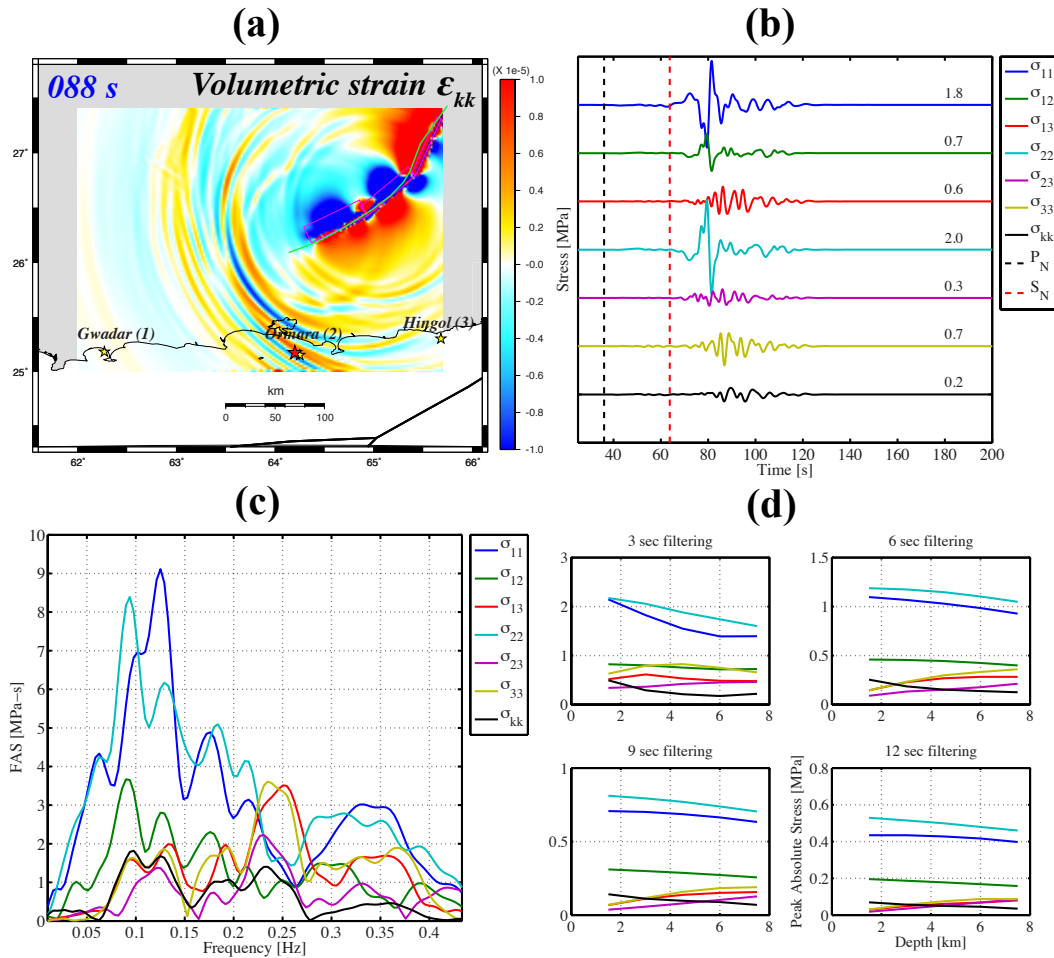 (a)
(X 1e-5)
088 s
Volumetric strain ε kk
1.0
0.8
0.6
0.4
0.2
-0.0
-0.2
-0.4
-0.6
-0.8
-1.0
27°
26°
25°
Gwadar (1)
Ormara (2)
Hingol (3)
km
0 50 100
62° 63° 64° 65° 66°
(b)
Stress [MPa]
1.8
0.7
0.6
2.0
0.3
0.7
0.2
40 60 80 100 120 140 160 180 200
Time [s]
σ11
σ12
σ13
σ22
σ23
σ33
σkk
P_N
S_N
(c)
FAS [MPa−s]
10
9
8
7
6
5
4
3
2
1
0
0.05 0.1 0.15 0.2 0.25 0.3 0.35 0.4
Frequency [Hz]
σ11
σ12
σ13
σ22
σ23
σ33
σkk
(d)
3 sec filtering
3
2
1
0
0 2 4 6 8
6 sec filtering
1.5
1
0.5
0
0 2 4 6 8
9 sec filtering
1
0.5
0
0 2 4 6 8
12 sec filtering
Peak Absolute Stress [MPa]
0.8
0.6
0.4
0.2
0
0 2 4 6 8
Depth [km]